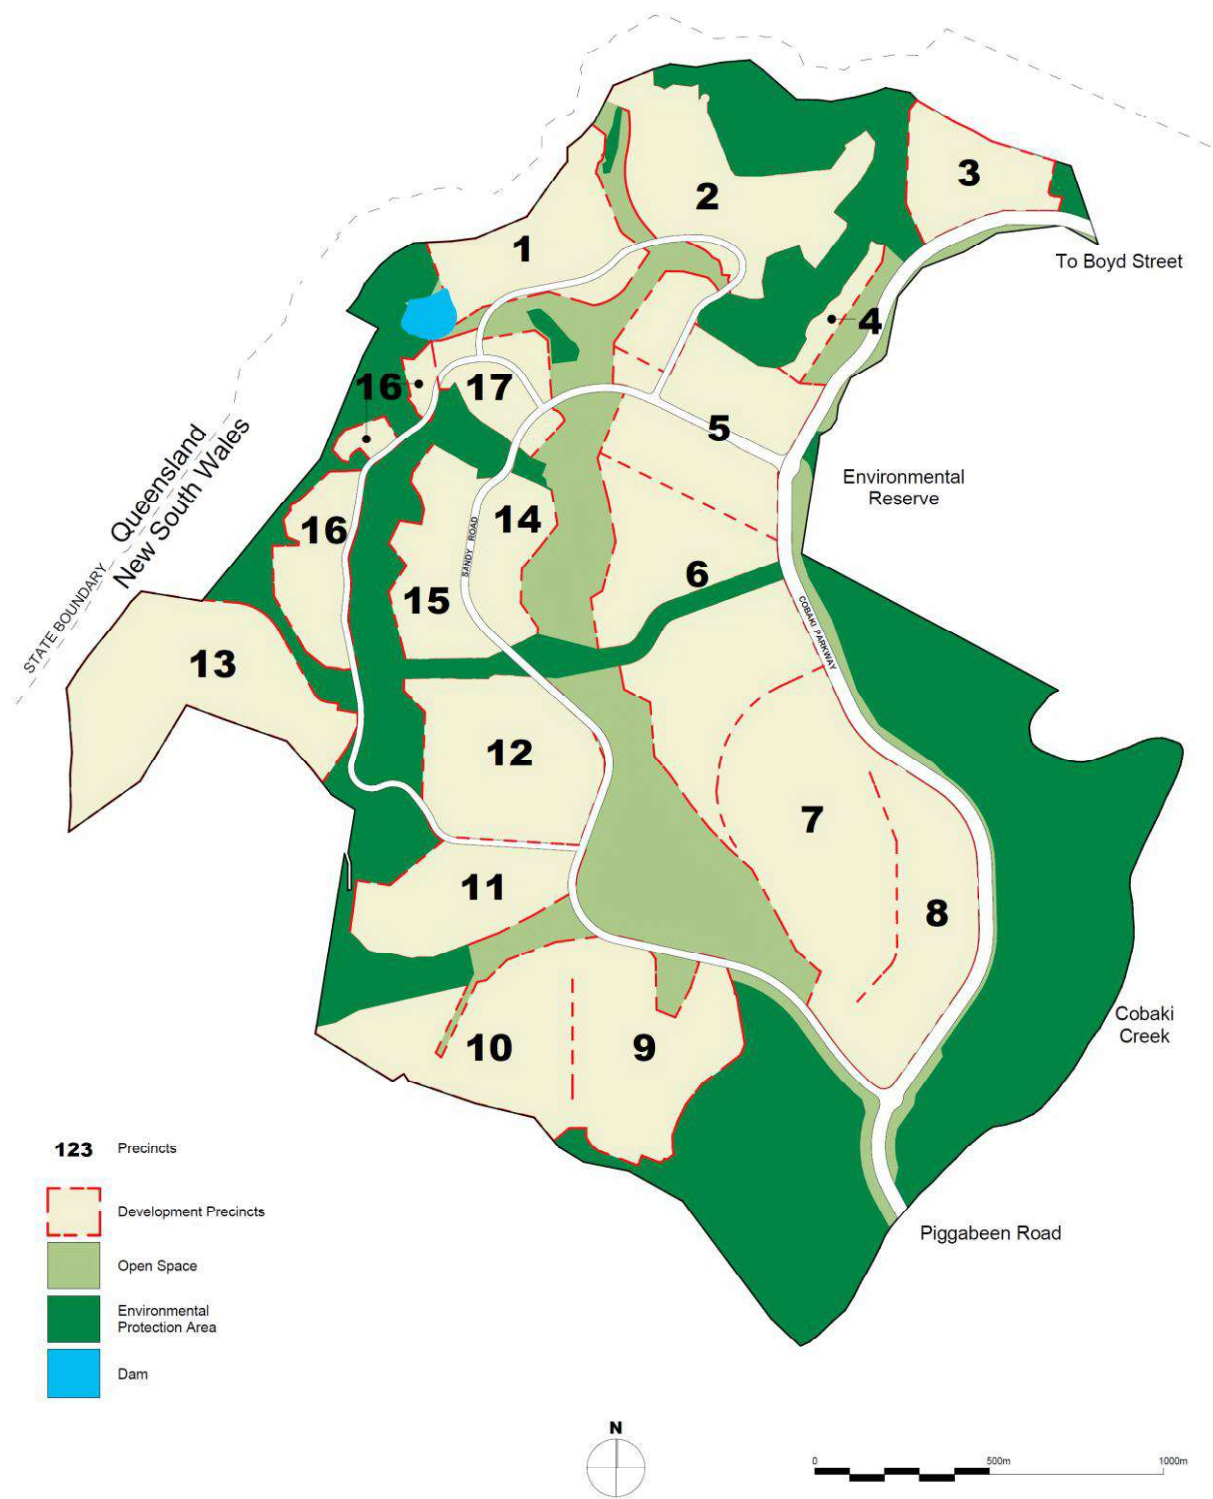 3
2
1
To Boyd Street
4
16
17
5
Queensland
New South Wales
STATE BOUNDARY
Environmental
Reserve
16
14
SANDY ROAD
6
15
COBAKI PARKWAY
13
12
7
11
8
Cobaki
Creek
10
9
123
Precincts
Development Precincts
Piggabeen Road
Open Space
Environmental
Protection Area
Dam
N
0
500m
1000m